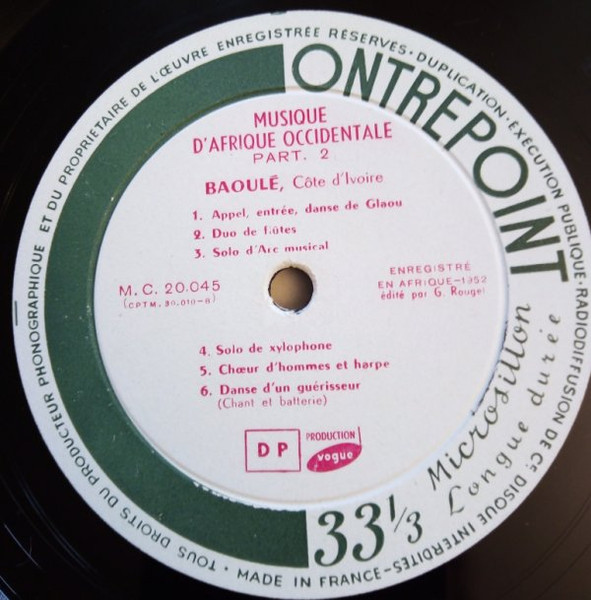 TOUS DROITS DU PRODUCTEUR PHONOGRAPHIQUE ET DU PROPRIETAIRE DE L'ŒUVRE ENREGISTRÉE RÉSERVÉS · DUPLICATION · EXÉCUTION PUBLIQUE · RADIODIFFUSION DE CE DISQUE INTERDITES · MADE IN FRANCE ·
CONTREPOINT
MUSIQUE
D'AFRIQUE OCCIDENTALE
PART. 2
BAOULÉ, Côte d'Ivoire
1. Appel, entrée, danse de Glaou
2. Duo de flûtes
3. Solo d'Arc musical
M.C. 20.045
ENREGISTRÉ
EN AFRIQUE-1952
édité par G. Rouget
4. Solo de xylophone
5. Chœur d'hommes et harpe
6. Danse d'un guérisseur
(Chant et batterie)
DP
PRODUCTION
vogue
33 1/3
Microsillon
Longue durée